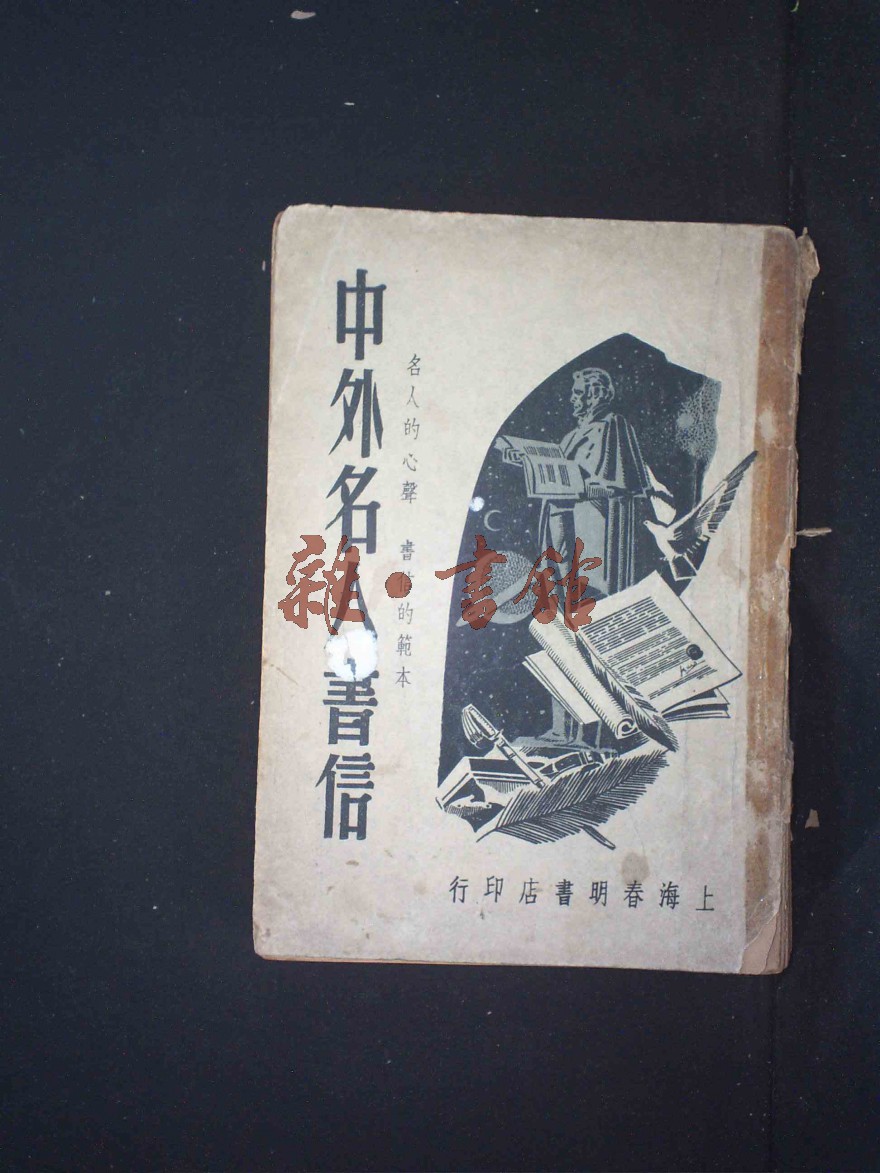 中外名人書信
名人的心聲 書信的範本
上海春明書店印行
雜·書館